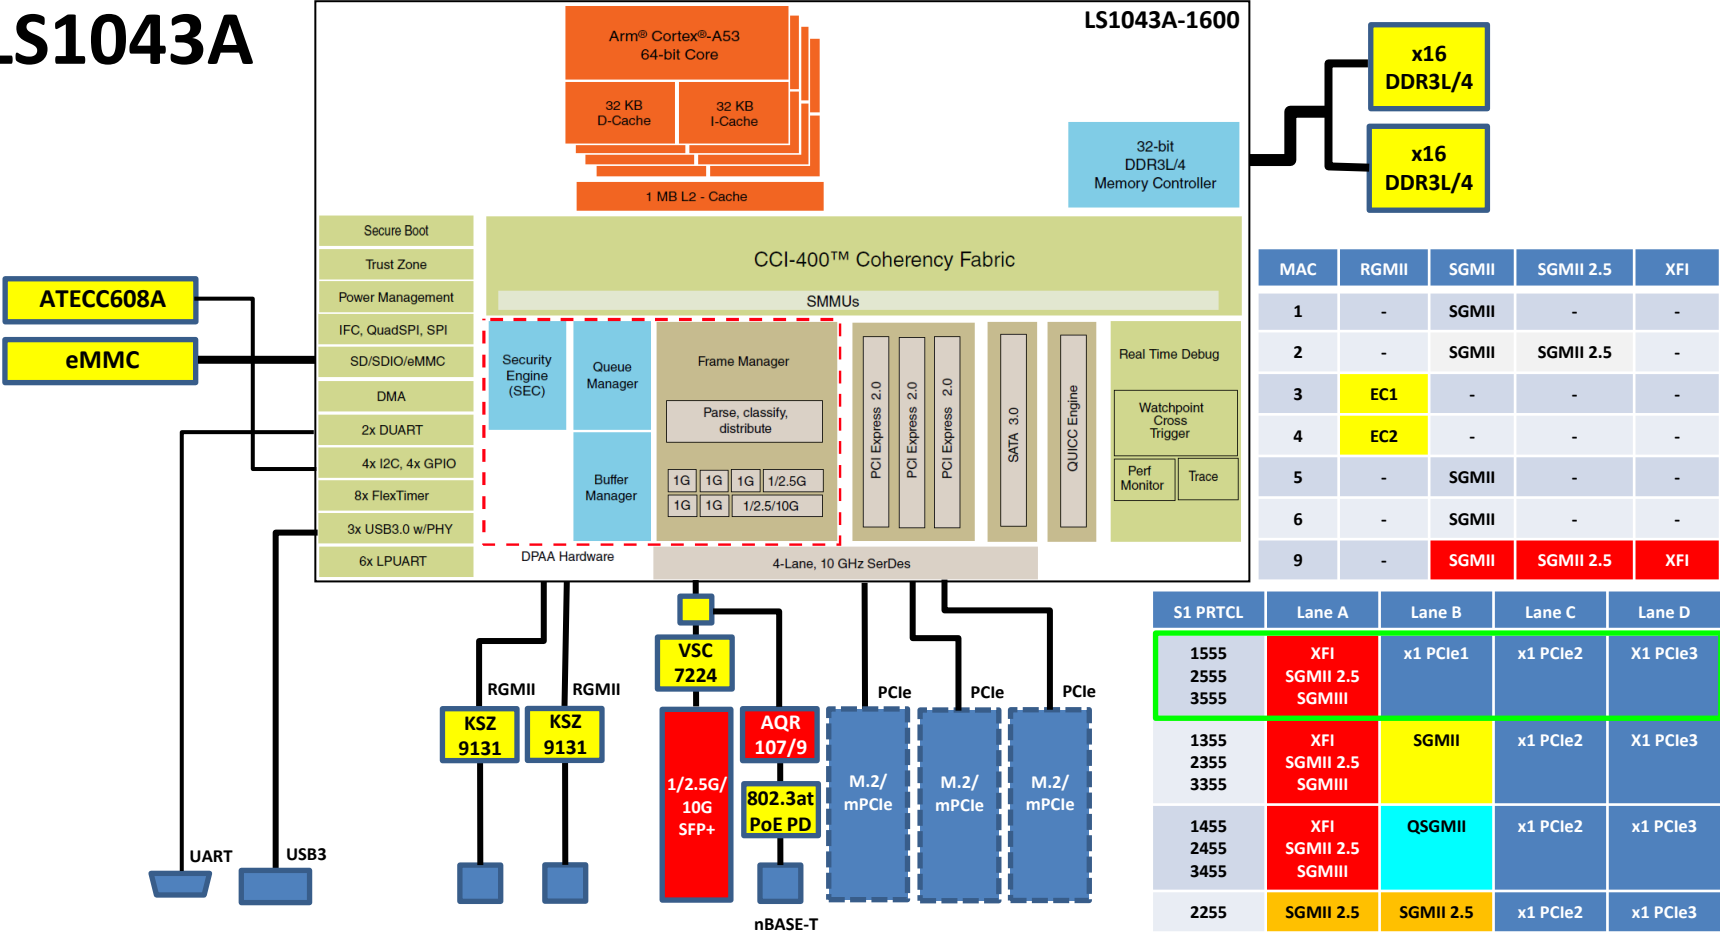 LS1043A
LS1043A-1600
Arm® Cortex®-A53
64-bit Core
32 KB
D-Cache
32 KB
I-Cache
1 MB L2 - Cache
32-bit
DDR3L/4
Memory Controller
x16
DDR3L/4
x16
DDR3L/4
Secure Boot
Trust Zone
Power Management
IFC, QuadSPI, SPI
SD/SDIO/eMMC
DMA
2x DUART
4x I2C, 4x GPIO
8x FlexTimer
3x USB3.0 w/PHY
6x LPUART
CCI-400™ Coherency Fabric
SMMUs
Security
Engine
(SEC)
Queue
Manager
Buffer
Manager
Frame Manager
Parse, classify,
distribute
1G 1G 1G 1/2.5G
1G 1G 1/2.5/10G
DPAA Hardware
PCI Express 2.0
PCI Express 2.0
PCI Express 2.0
SATA 3.0
QUICC Engine
Real Time Debug
Watchpoint
Cross
Trigger
Perf
Monitor
Trace
4-Lane, 10 GHz SerDes
ATECC608A
eMMC
UART
USB3
RGMII
RGMII
KSZ
9131
KSZ
9131
VSC
7224
1/2.5G/
10G
SFP+
AQR
107/9
802.3at
PoE PD
nBASE-T
PCIe
PCIe
PCIe
M.2/
mPCIe
M.2/
mPCIe
M.2/
mPCIe
MAC RGMII SGMII SGMII 2.5 XFI
1 - SGMII - -
2 - SGMII SGMII 2.5 -
3 EC1 - - -
4 EC2 - - -
5 - SGMII - -
6 - SGMII - -
9 - SGMII SGMII 2.5 XFI
S1 PRTCL Lane A Lane B Lane C Lane D
1555 XFI x1 PCIe1 x1 PCIe2 X1 PCIe3
2555 SGMII 2.5
3555 SGMIII
1355 XFI SGMII x1 PCIe2 X1 PCIe3
2355 SGMII 2.5
3355 SGMIII
1455 XFI QSGMII x1 PCIe2 x1 PCIe3
2455 SGMII 2.5
3455 SGMIII
2255 SGMII 2.5 SGMII 2.5 x1 PCIe2 x1 PCIe3